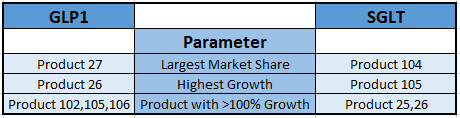 GLP1 SGLT
Parameter
Product 27 Largest Market Share Product 104
Product 26 Highest Growth Product 105
Product 102,105,106 Product with >100% Growth Product 25,26